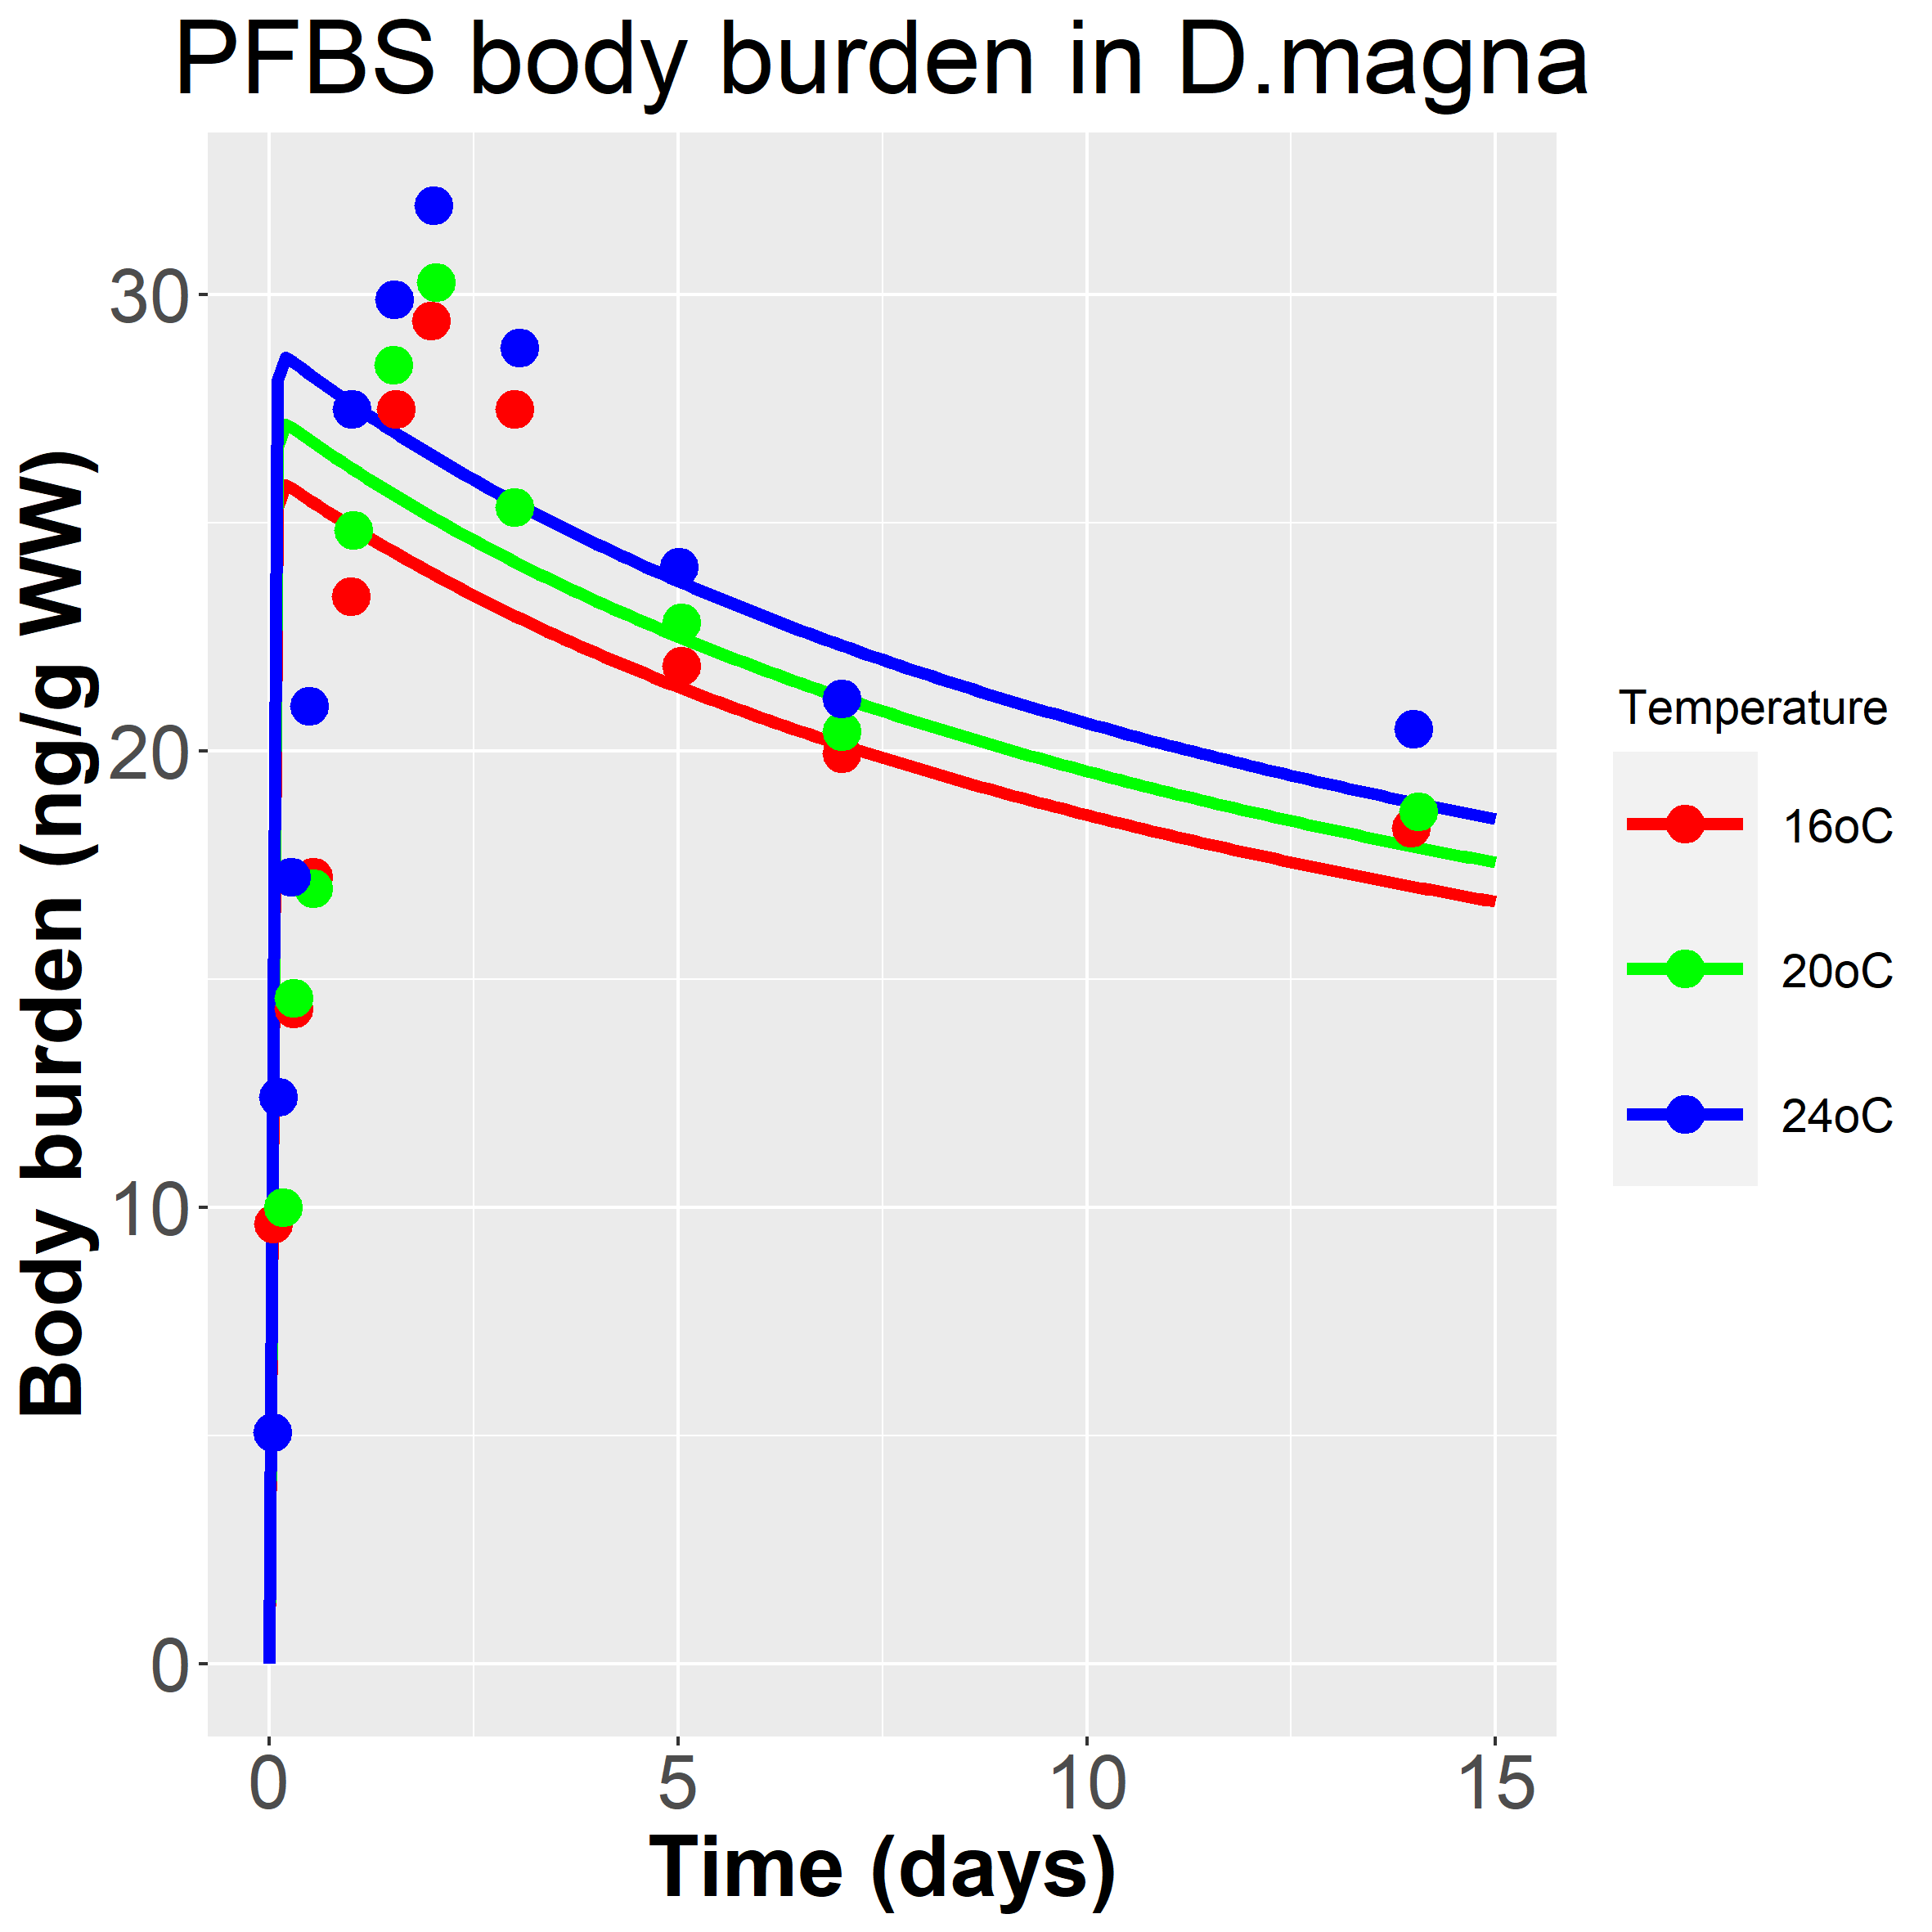 PFBS body burden in D.magna
Body burden (ng/g WW)
30
20
10
0
0 5 10 15
Time (days)
Temperature
16oC
20oC
24oC